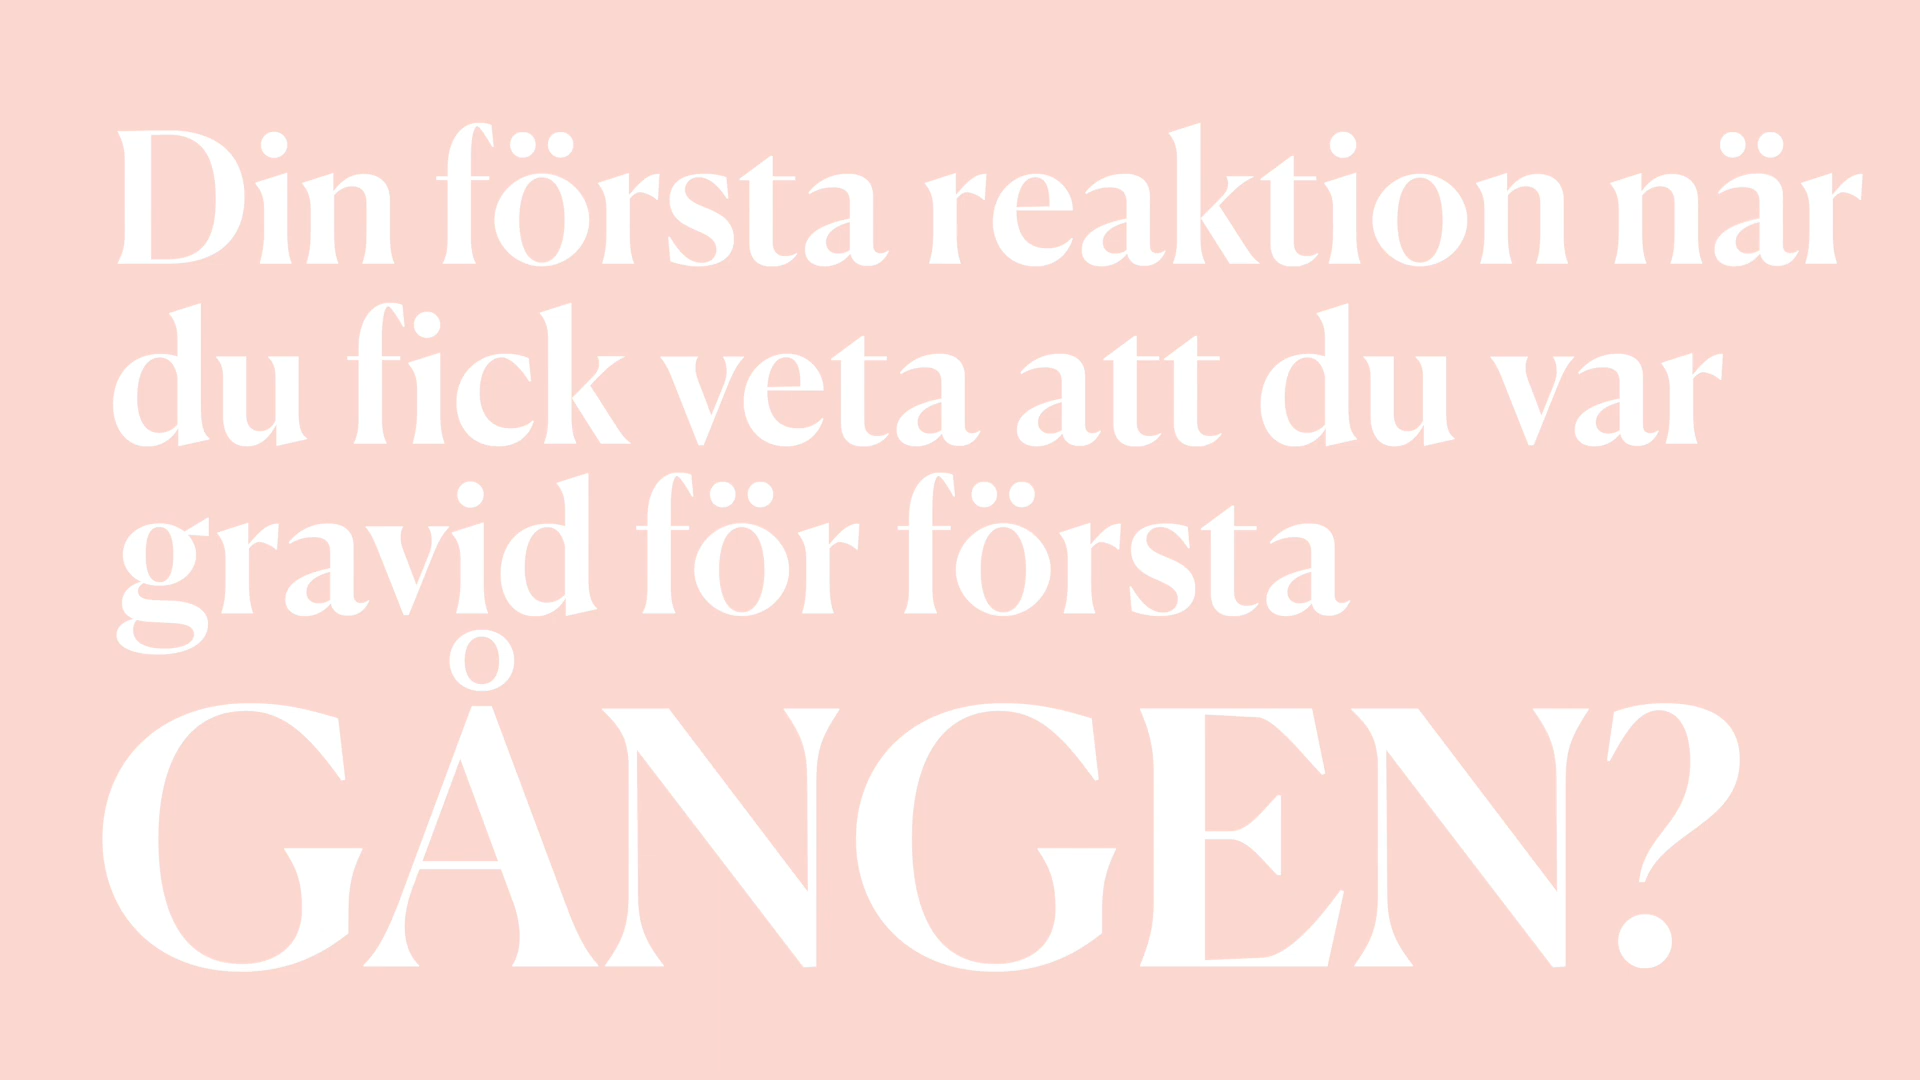 Din första reaktion när
du fick veta att du var
gravid för första
GÅNGEN?